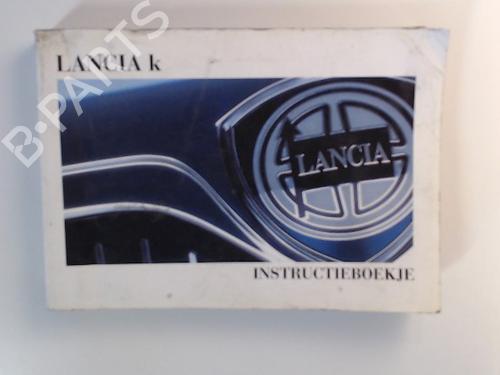 LANCIA k
B-PARTS
LANCIA
INSTRUCTIEBOEKJE